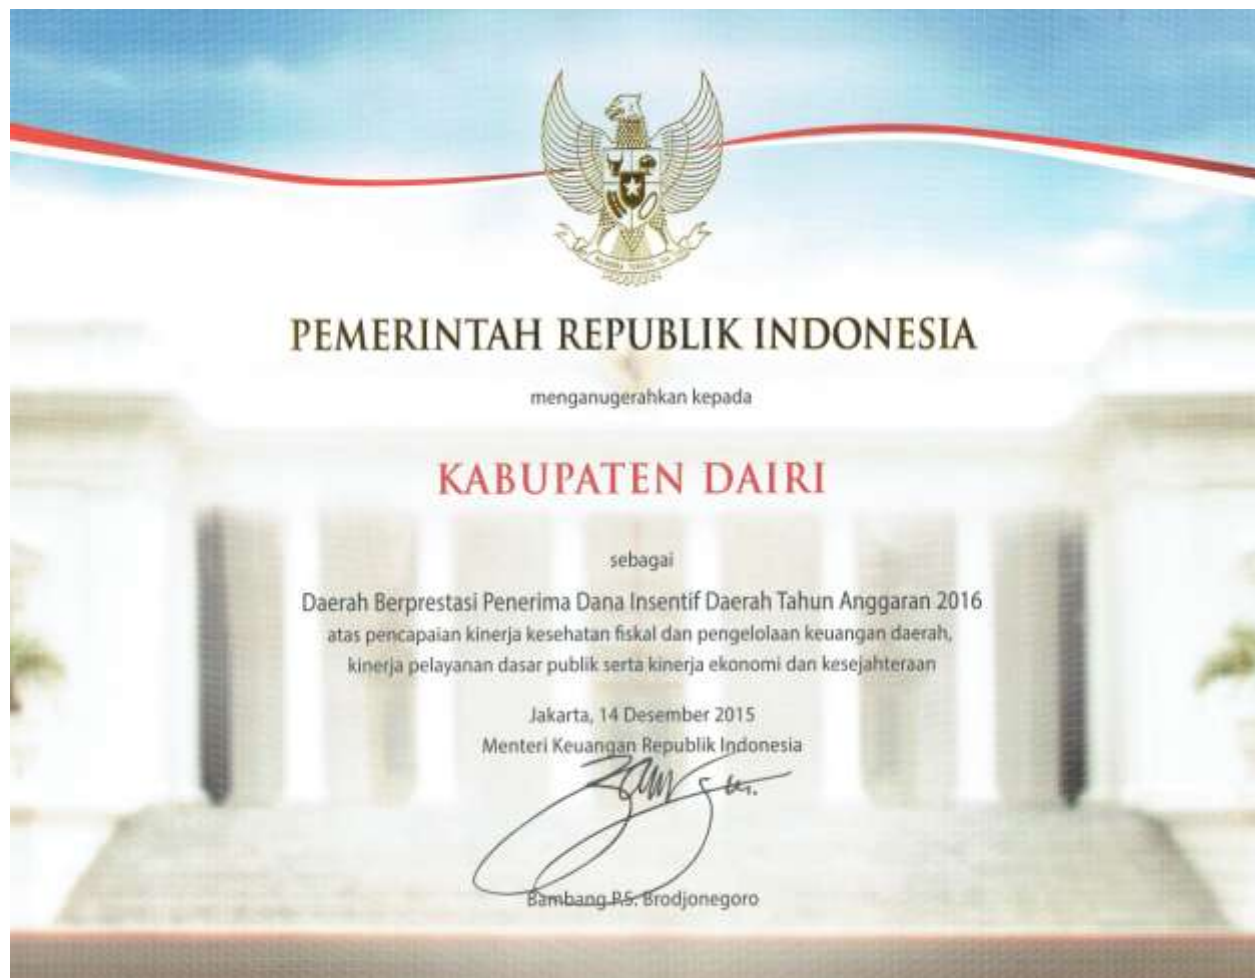 PEMERINTAH REPUBLIK INDONESIA
menganugerahkan kepada
KABUPATEN DAIRI
sebagai
Daerah Berprestasi Penerima Dana Insentif Daerah Tahun Anggaran 2016
atas pencapaian kinerja kesehatan fiskal dan pengelolaan keuangan daerah,
kinerja pelayanan dasar publik serta kinerja ekonomi dan kesejahteraan
Jakarta, 14 Desember 2015
Menteri Keuangan Republik Indonesia
Bambang P.S. Brodjonegoro